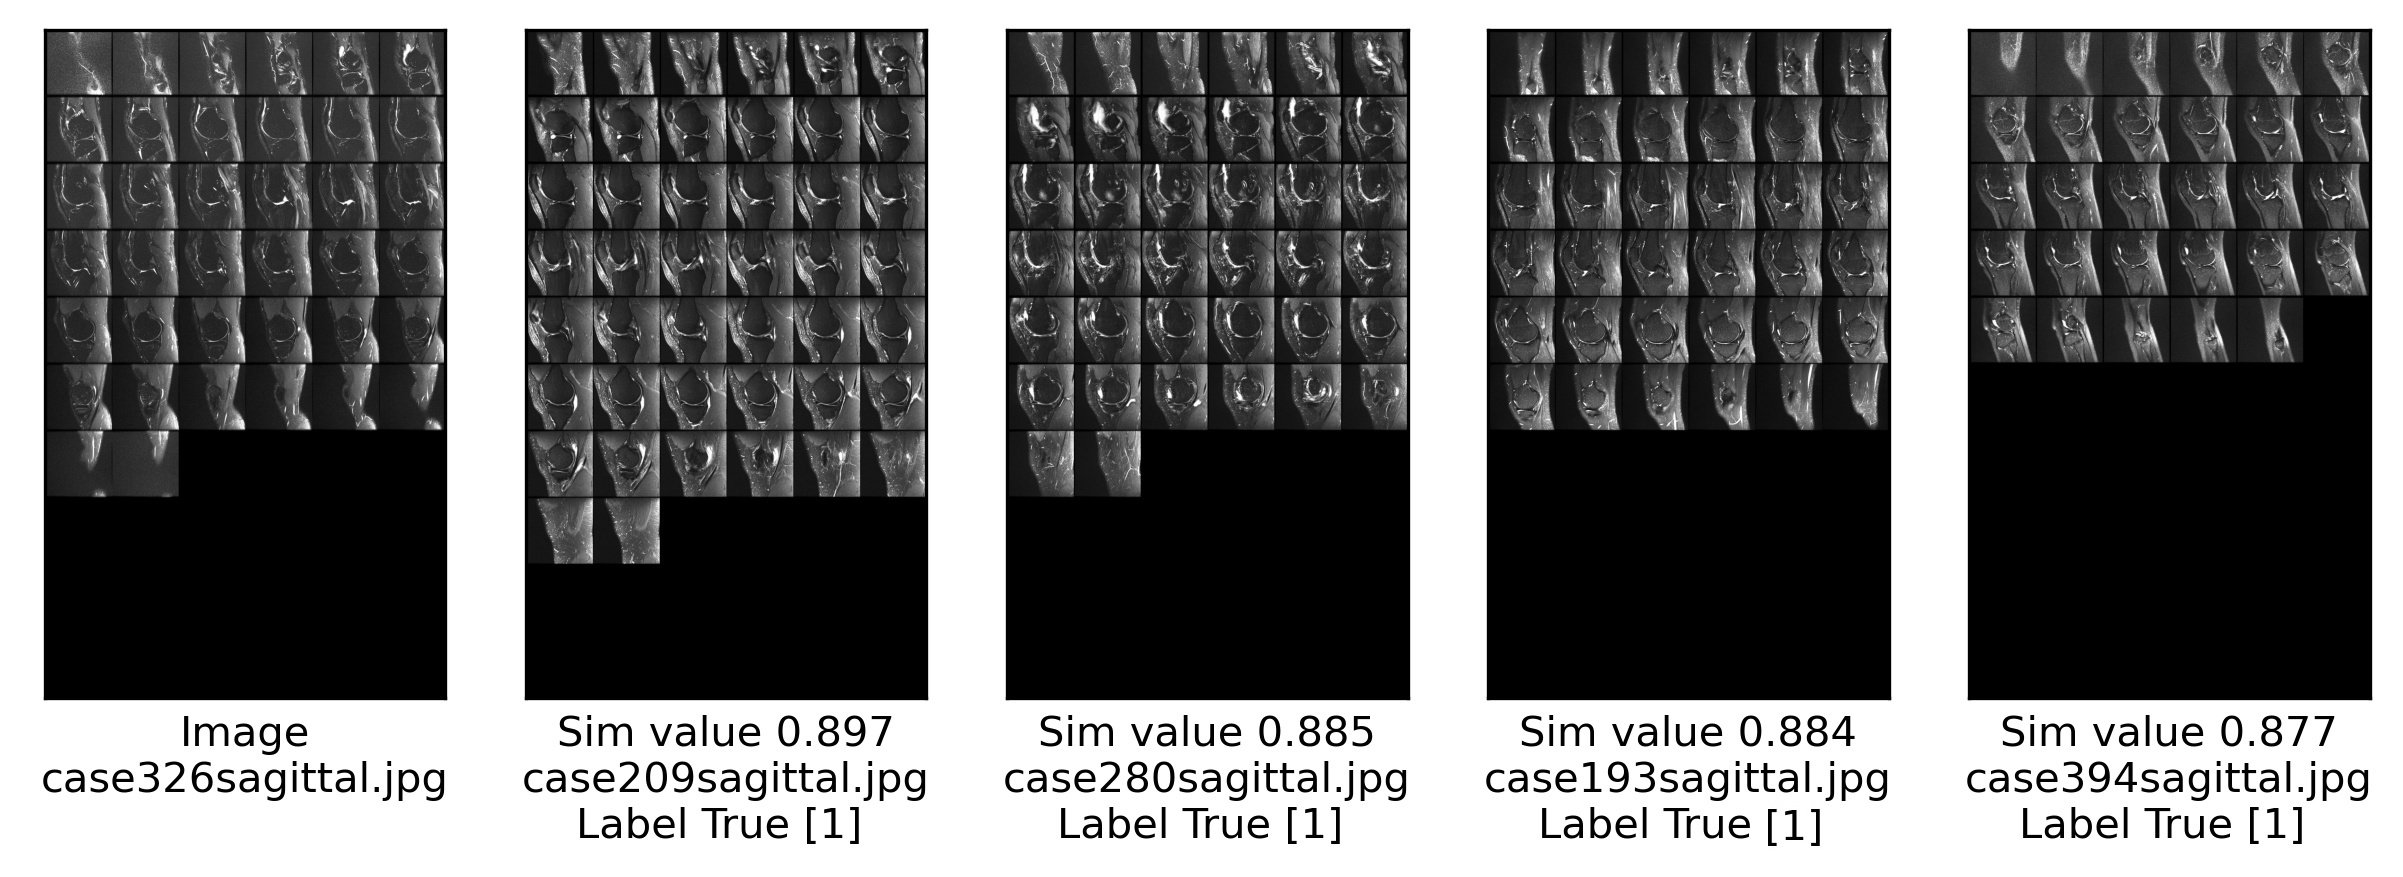 Image
case326sagittal.jpg
Sim value 0.897
case209sagittal.jpg
Label True [1]
Sim value 0.885
case280sagittal.jpg
Label True [1]
Sim value 0.884
case193sagittal.jpg
Label True [1]
Sim value 0.877
case394sagittal.jpg
Label True [1]